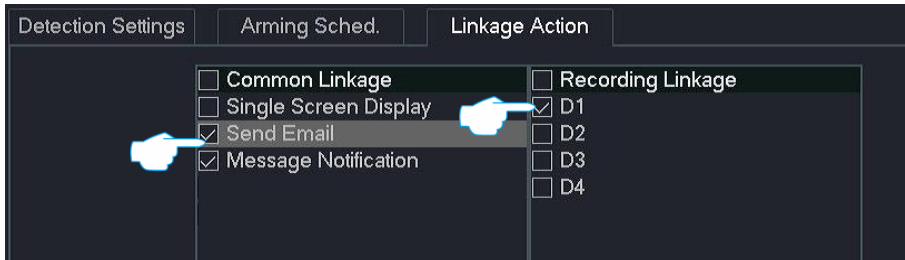 Detection Settings
Arming Sched.
Linkage Action
Common Linkage
Single Screen Display
Send Email
Message Notification
Recording Linkage
D1
D2
D3
D4